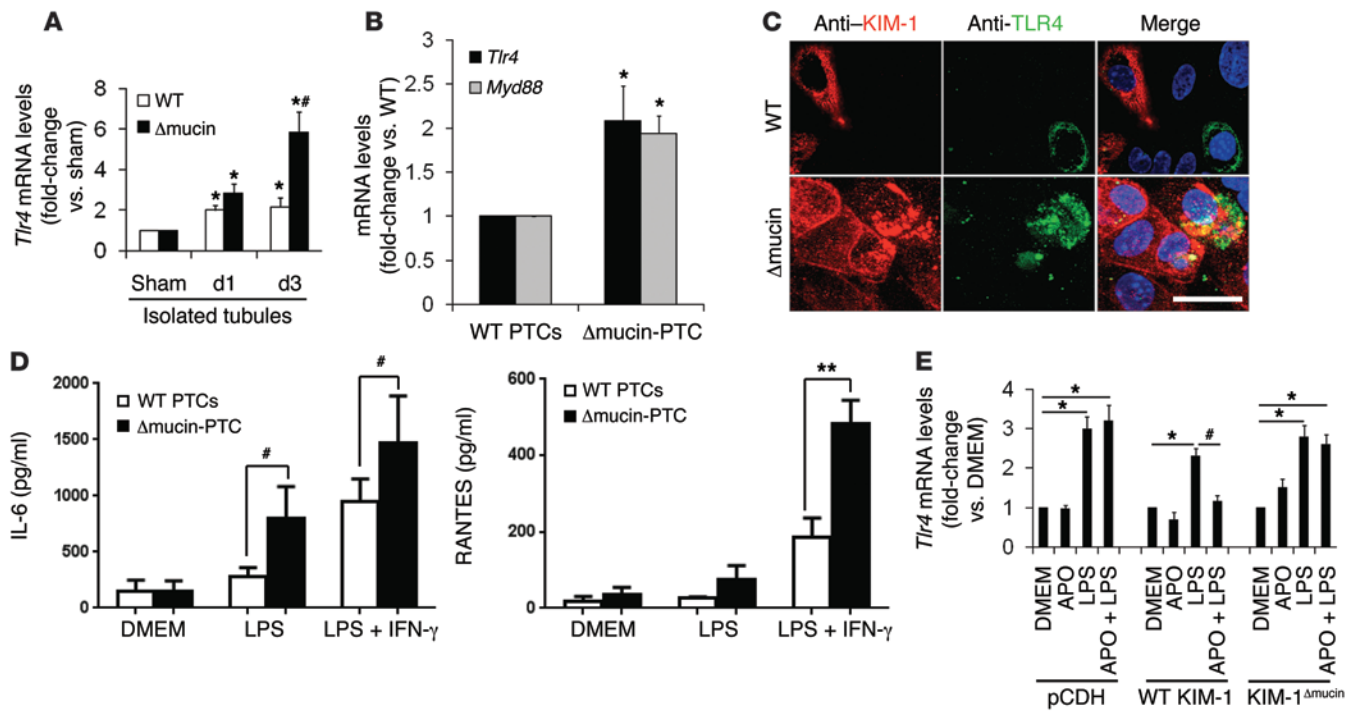 A
Tlr4 mRNA levels
(fold-change
vs. sham)
8
6
4
2
0
WT
Δmucin
*
*
*
*#
Sham
d1
d3
Isolated tubules
B
mRNA levels
(fold-change vs. WT)
3
2.5
2
1.5
1
0.5
0
Tlr4
Myd88
*
*
WT PTCs
Δmucin-PTC
C
Anti–KIM-1
Anti-TLR4
Merge
WT
Δmucin
D
IL-6 (pg/ml)
2000
1500
1000
500
0
WT PTCs
Δmucin-PTC
#
#
DMEM
LPS
LPS + IFN-γ
RANTES (pg/ml)
600
400
200
0
WT PTCs
Δmucin-PTC
**
DMEM
LPS
LPS + IFN-γ
E
Tlr4 mRNA levels
(fold-change
vs. DMEM)
4
3
2
1
0
*
*
*
#
*
*
DMEM
APO
LPS
APO + LPS
DMEM
APO
LPS
APO + LPS
DMEM
APO
LPS
APO + LPS
pCDH
WT KIM-1
KIM-1Δmucin